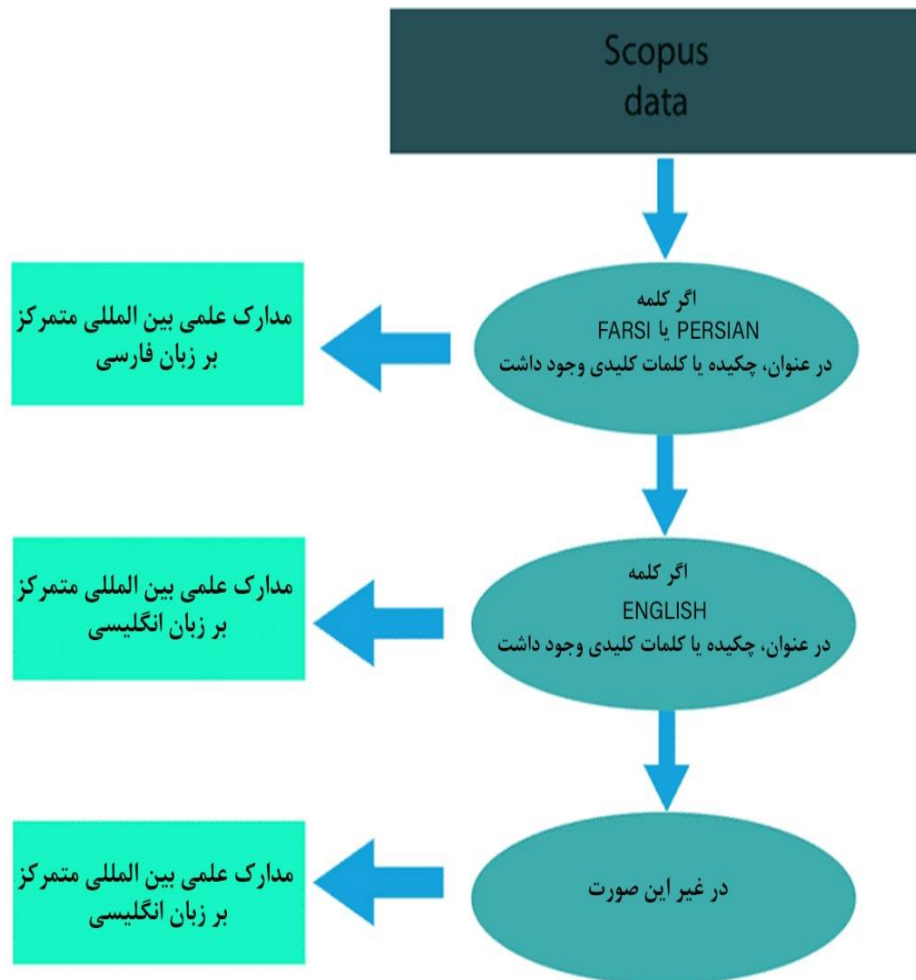 Scopus
data
اگر کلمه
PERSIAN یا FARSI
در عنوان، چکیده یا کلمات کلیدی وجود داشت
مدارک علمی بین المللی متمرکز
بر زبان فارسی
اگر کلمه
ENGLISH
در عنوان، چکیده یا کلمات کلیدی وجود داشت
مدارک علمی بین المللی متمرکز
بر زبان انگلیسی
در غیر این صورت
مدارک علمی بین المللی متمرکز
بر زبان انگلیسی